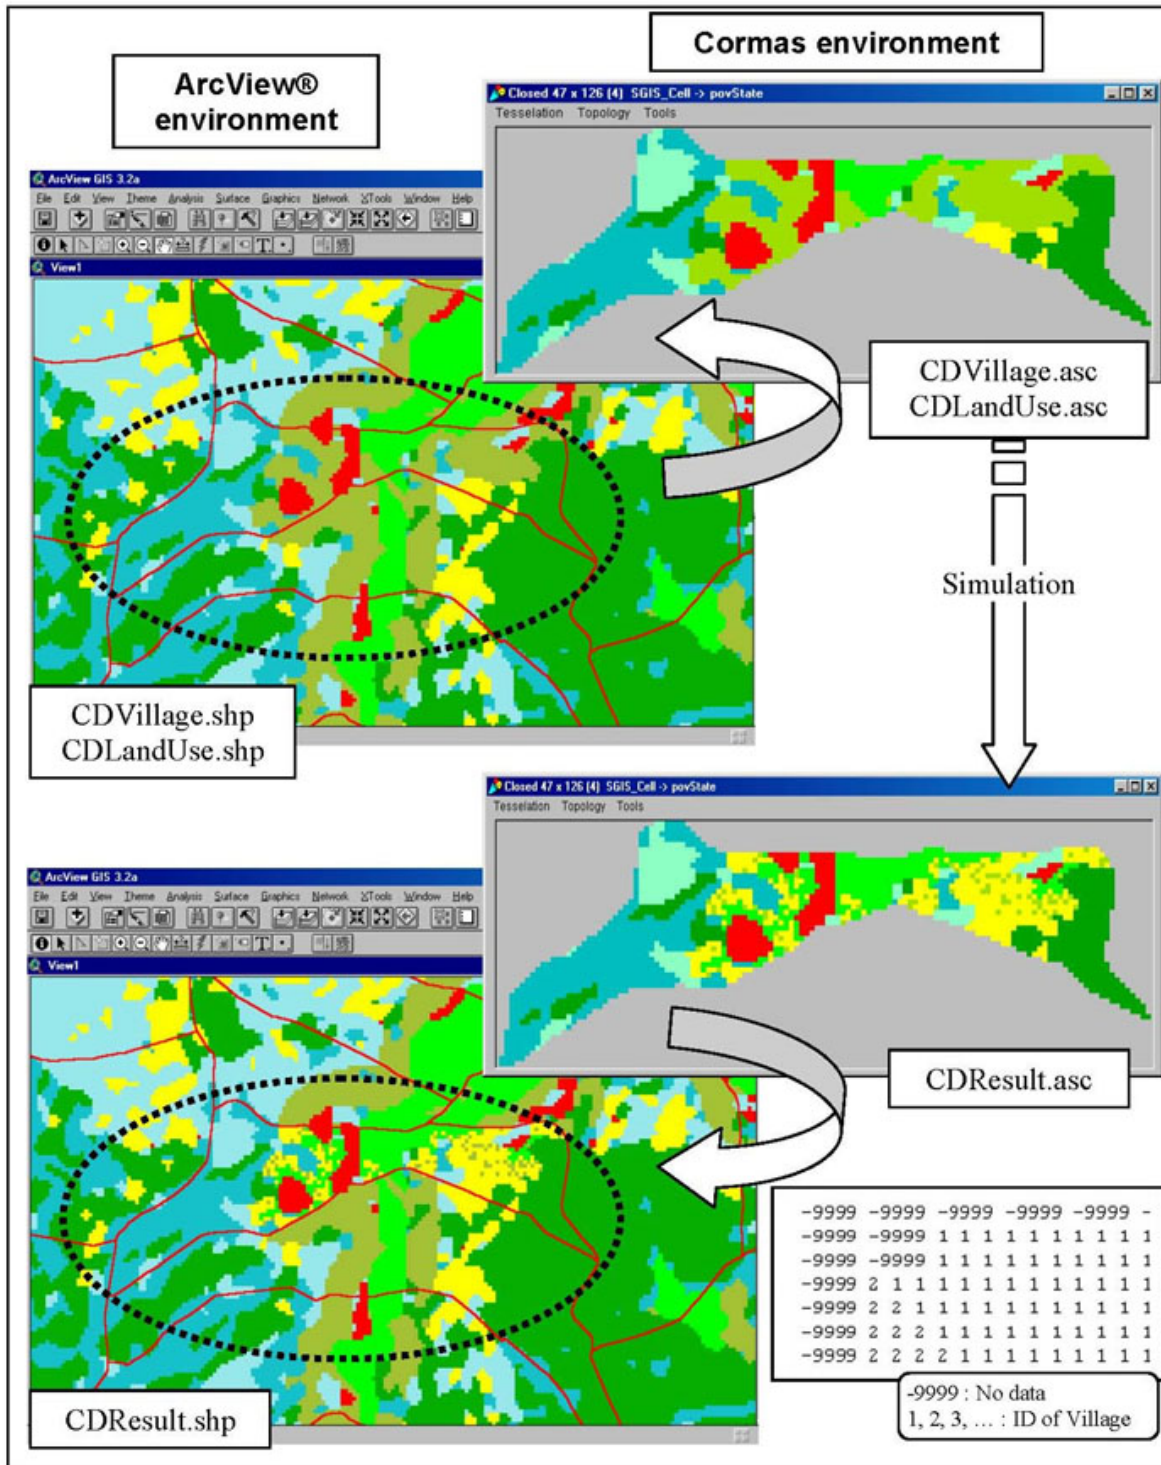 ArcView®
environment
Cormas environment
Closed 47 x 126 (4) SGIS_Cell -> povState
Tesselation Topology Tools
ArcView GIS 3.2a
File Edit View Theme Analysis Surface Graphics Network XTools Window Help
View1
CDVillage.asc
CDLandUse.asc
Simulation
CDVillage.shp
CDLandUse.shp
Closed 47 x 126 (4) SGIS_Cell -> povState
Tesselation Topology Tools
ArcView GIS 3.2a
File Edit View Theme Analysis Surface Graphics Network XTools Window Help
View1
CDResult.asc
-9999 -9999 -9999 -9999 -9999 -
-9999 -9999 1 1 1 1 1 1 1 1 1 1
-9999 -9999 1 1 1 1 1 1 1 1 1 1
-9999 2 1 1 1 1 1 1 1 1 1 1 1 1
-9999 2 2 1 1 1 1 1 1 1 1 1 1 1
-9999 2 2 2 1 1 1 1 1 1 1 1 1 1
-9999 2 2 2 2 1 1 1 1 1 1 1 1 1
-9999 : No data
1, 2, 3, … : ID of Village
CDResult.shp